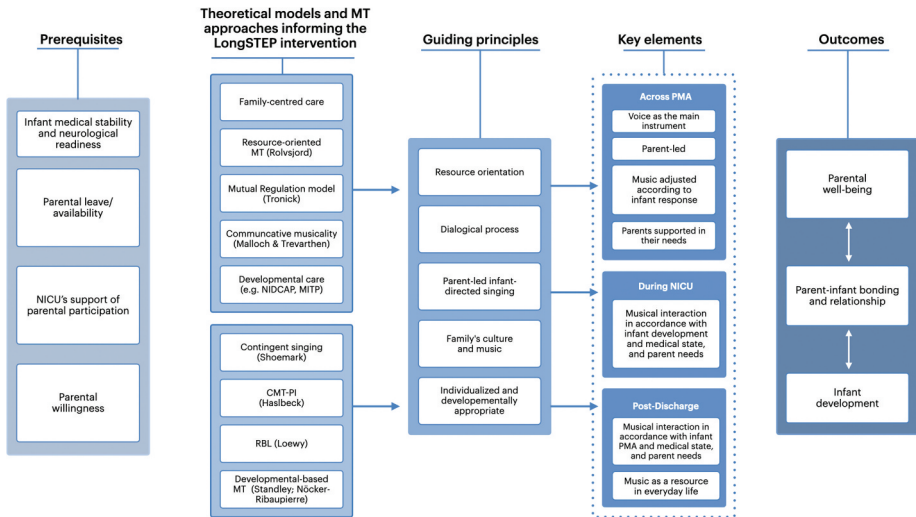 Prerequisites
Infant medical stability
and neurological
readiness
Parental leave/
availability
NICU's support of
parental participation
Parental
willingness
Theoretical models and MT
approaches informing the
LongSTEP intervention
Family-centred care
Resource-oriented
MT (Rolvsjord)
Mutual Regulation model
(Tronick)
Communcative musicality
(Malloch & Trevarthen)
Developmental care
(e.g. NIDCAP, MITP)
Contingent singing
(Shoemark)
CMT-PI
(Haslbeck)
RBL (Loewy)
Developmental-based
MT (Standley; Nöcker-
Ribaupierre)
Guiding principles
Resource orientation
Dialogical process
Parent-led infant-
directed singing
Family's culture
and music
Individualized and
developementally
appropriate
Key elements
Across PMA
Voice as the main
instrument
Parent-led
Music adjusted
according to
infant response
Parents supported in
their needs
During NICU
Musical interaction
in accordance with
infant development
and medical state,
and parent needs
Post-Discharge
Musical interaction in
accordance with infant
PMA and medical state,
and parent needs
Music as a resource
in everyday life
Outcomes
Parental
well-being
Parent-infant bonding
and relationship
Infant
development